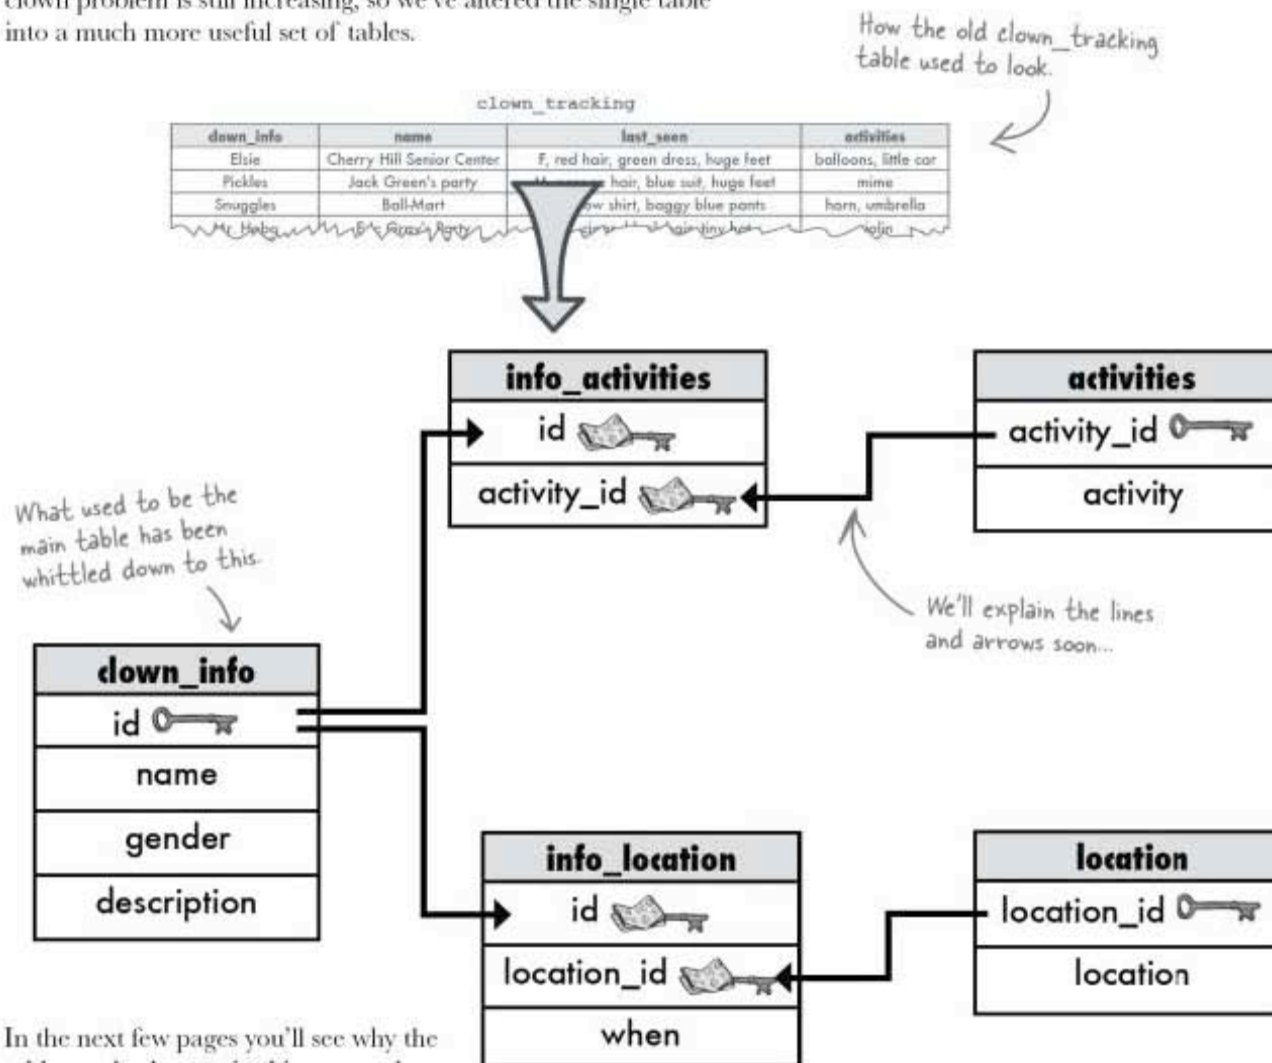 into a much more useful set of tables.
How the old clown_tracking
table used to look.
clown_tracking
clown_info name last_seen activities
Elsie Cherry Hill Senior Center F, red hair, green dress, huge feet balloons, little car
Pickles Jack Green's party hair, blue suit, huge feet mime
Snuggles Ball-Mart shirt, baggy blue pants horn, umbrella
info_activities
id
activity_id
activities
activity_id
activity
What used to be the
main table has been
whittled down to this.
We'll explain the lines
and arrows soon...
clown_info
id
name
gender
description
info_location
id
location_id
when
location
location_id
location
In the next few pages you'll see why the